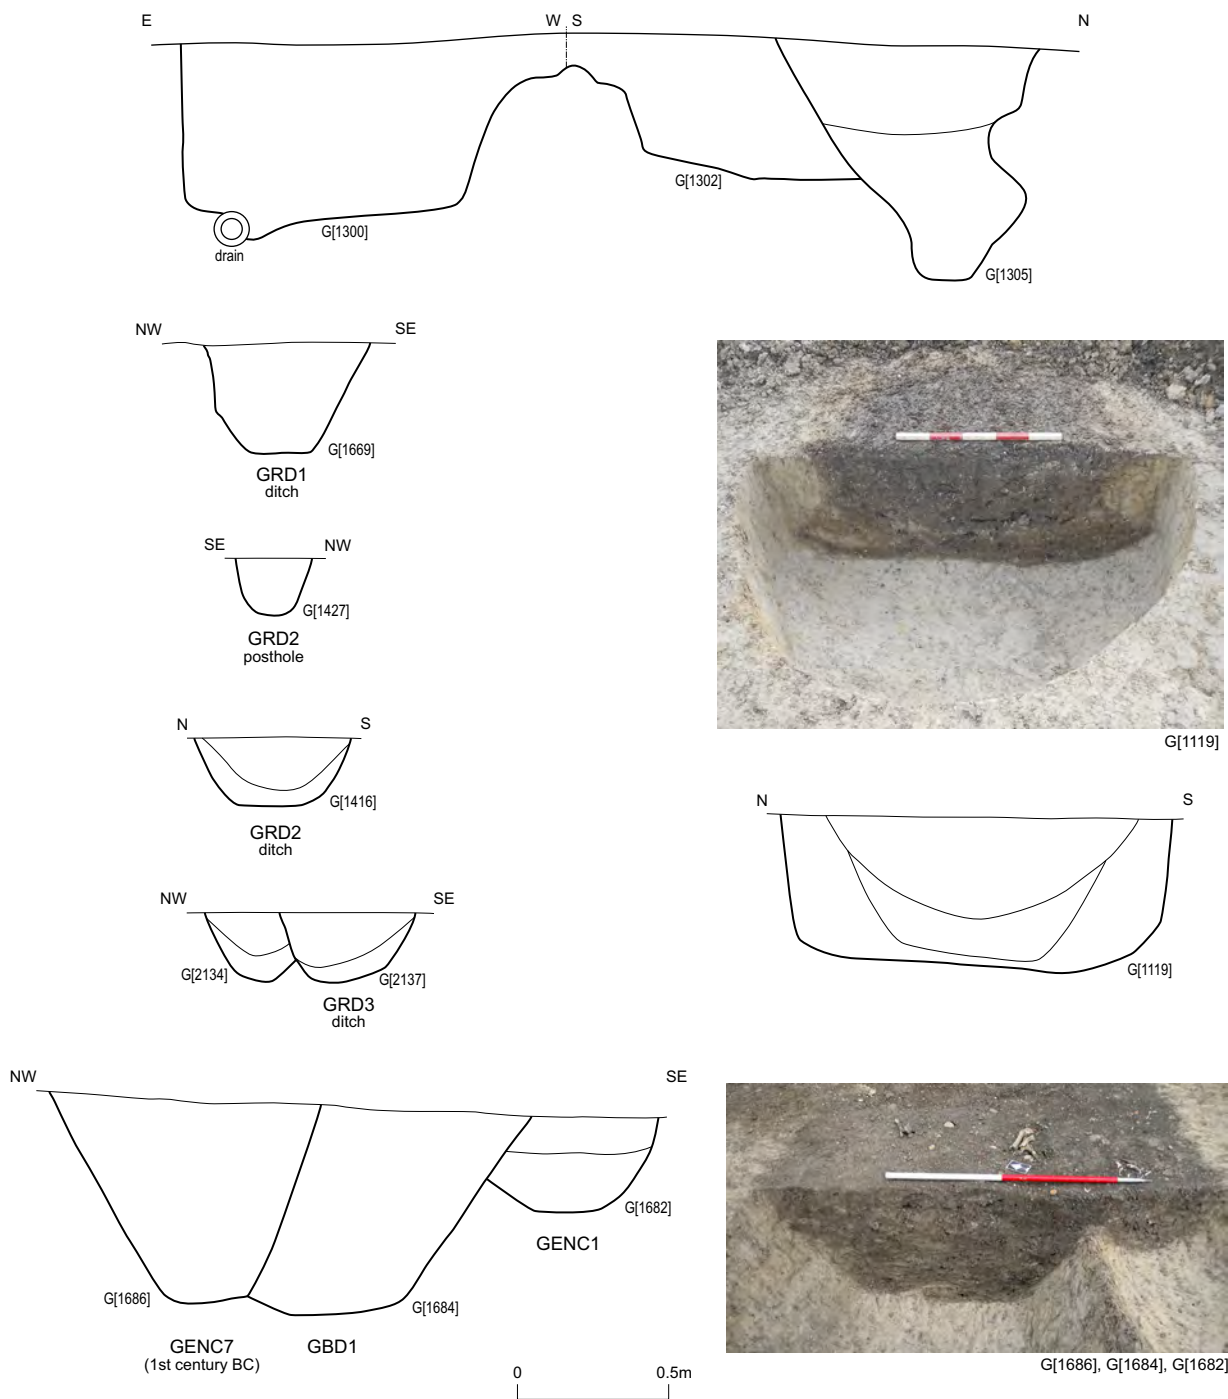 E W S N
G[1302]
G[1300]
drain
G[1305]
NW SE
G[1669]
GRD1
ditch
SE NW
G[1427]
GRD2
posthole
G[1119]
N S
G[1416]
GRD2
ditch
N S
G[1119]
NW SE
G[2134] G[2137]
GRD3
ditch
NW SE
G[1682]
GENC1
G[1686] G[1684]
GENC7
(1st century BC)
GBD1
0 0.5m
G[1686], G[1684], G[1682]